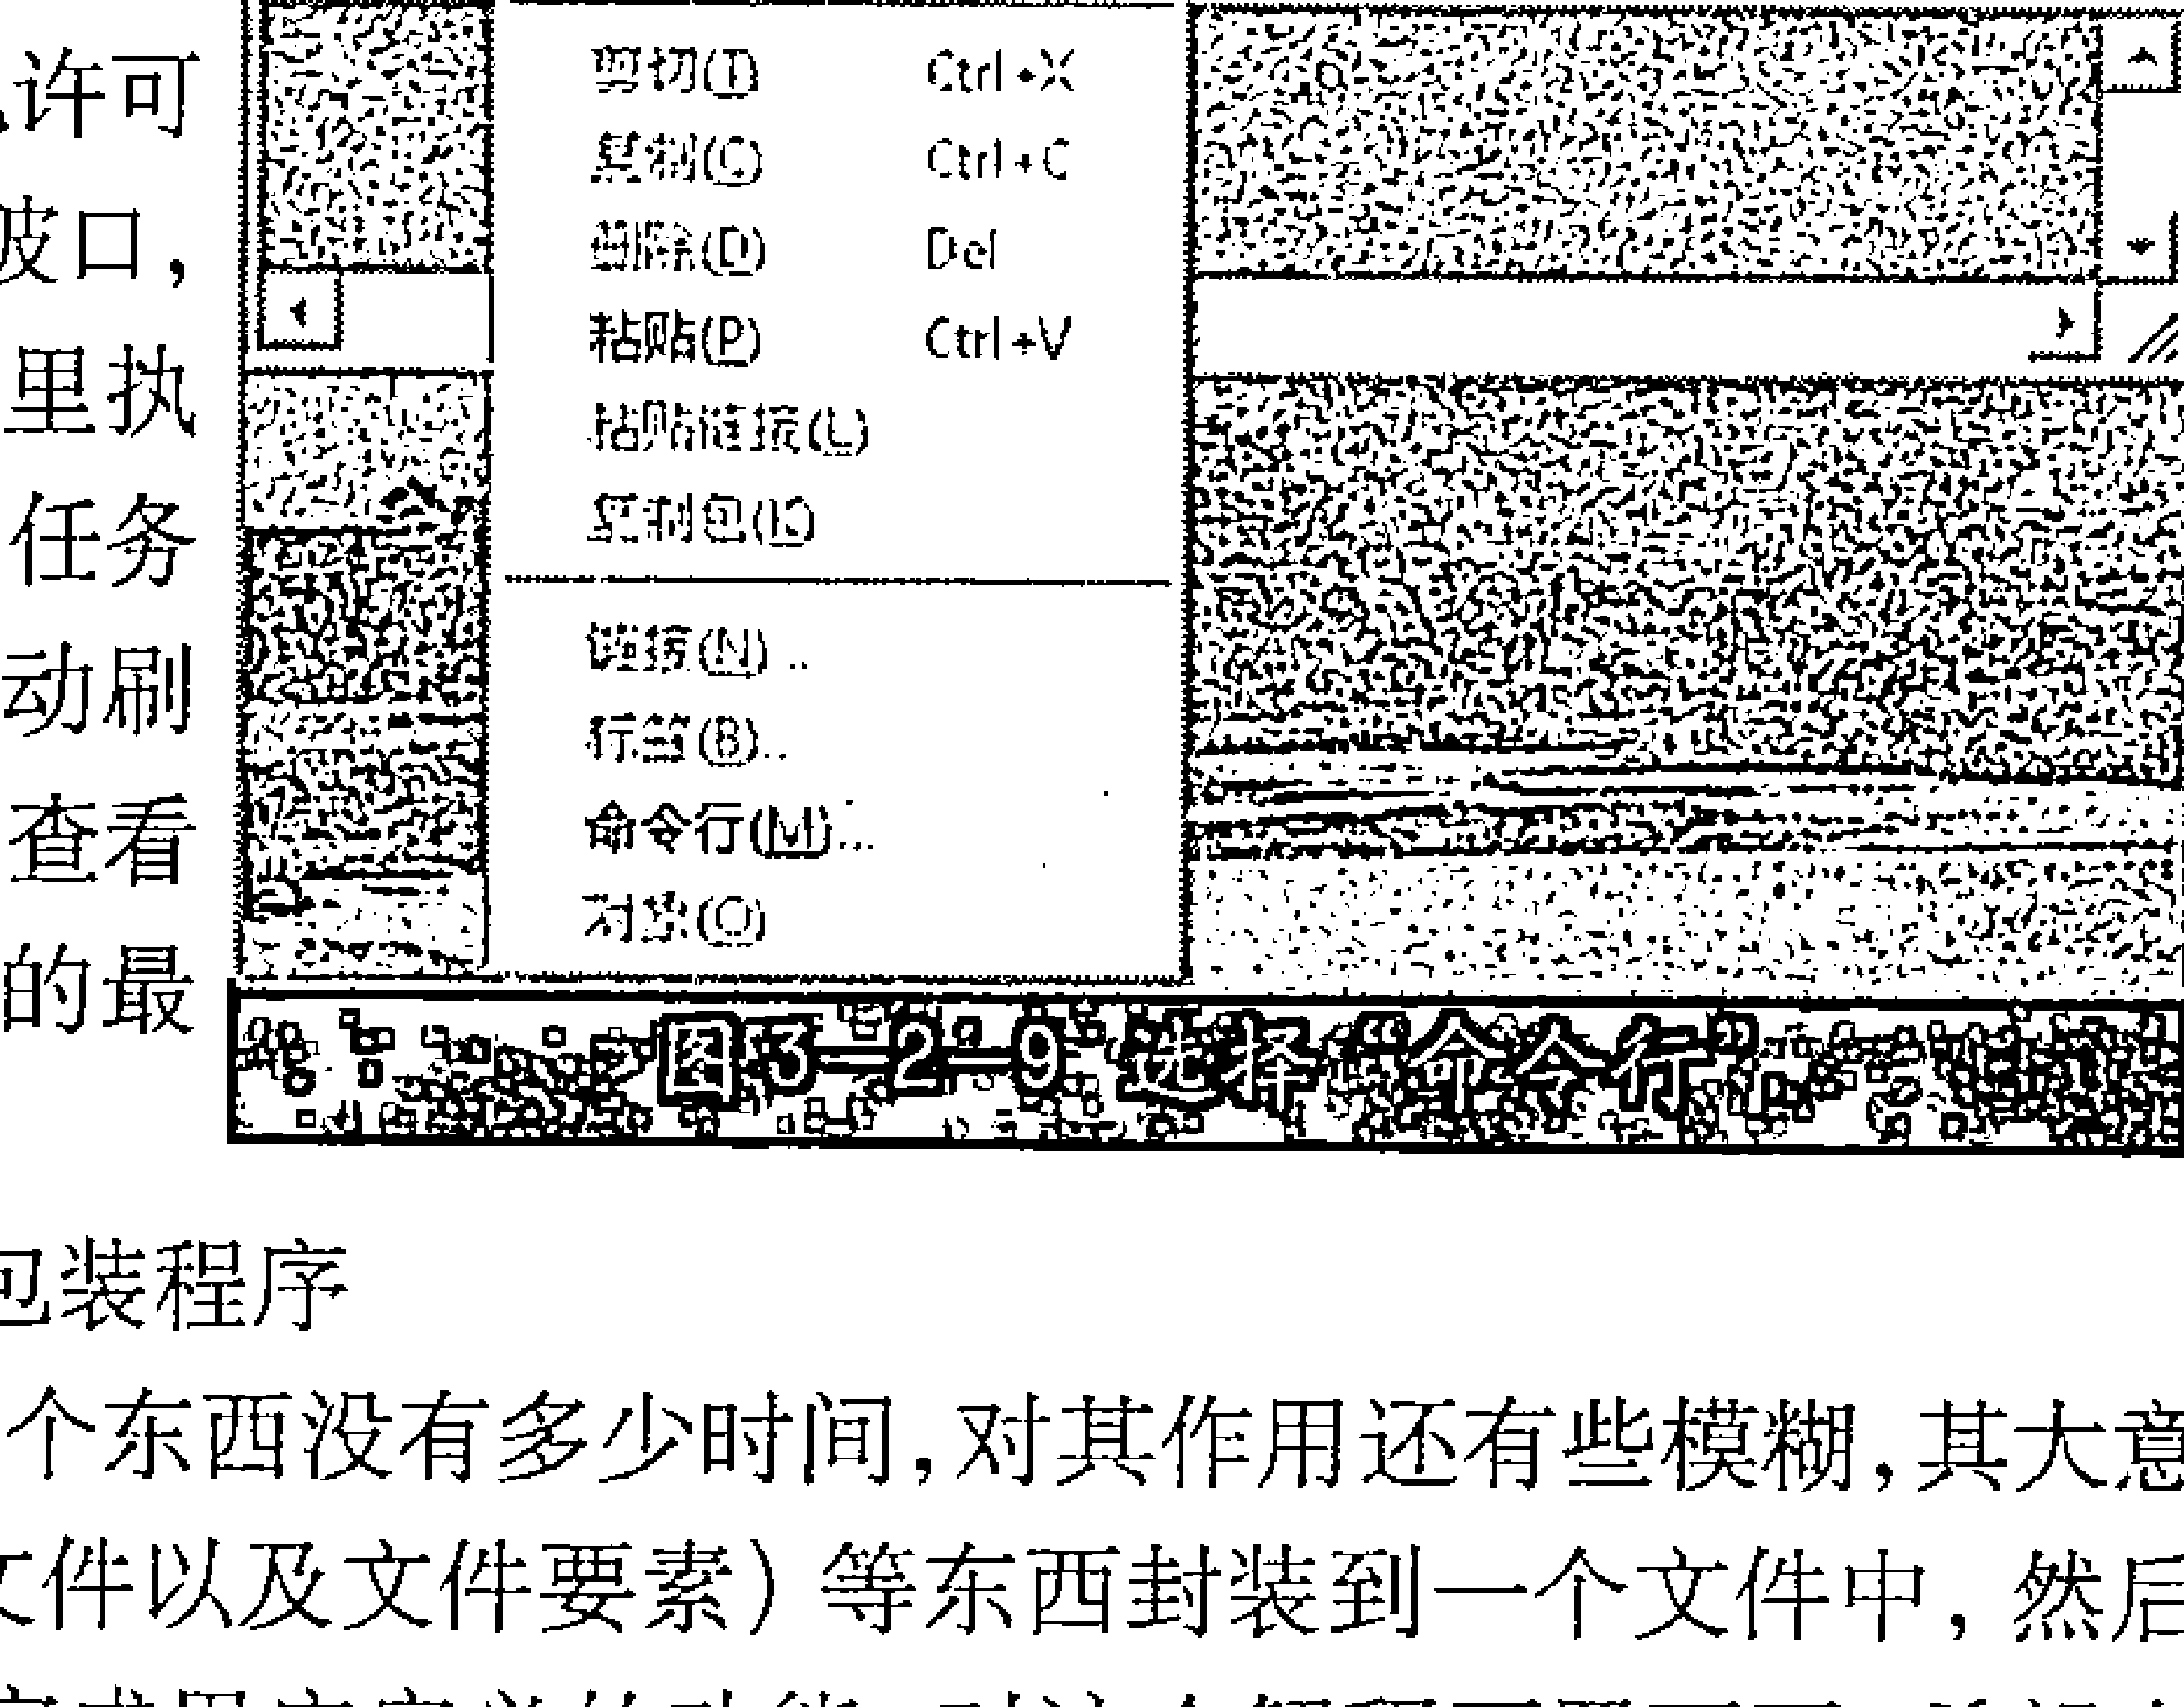 许可
皮口，
里执
任务
动刷
查看
的最
剪切(T) Ctrl+X
复制(C) Ctrl+C
删除(D) Del
粘贴(P) Ctrl+V
粘贴链接(L)
复制包(K)
链接(N)...
标签(B)...
命令行(M)...
对象(O)
图3-2-9 选择“命令行”
包装程序
个东西没有多少时间，对其作用还有些模糊，其大意
文件以及文件要素）等东西封装到一个文件中，然后